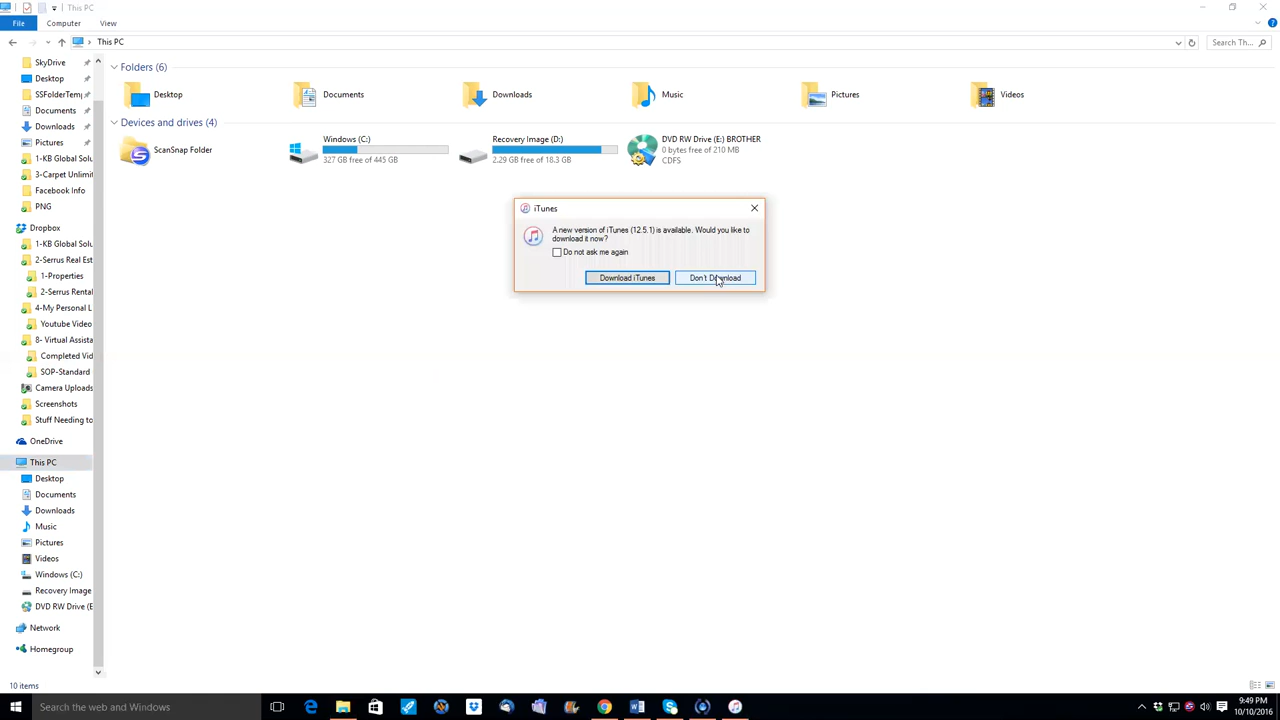 This PC
File
Computer
View
This PC
Search Th...
SkyDrive
Desktop
SSFolderTemp
Documents
Downloads
Pictures
1-KB Global Solu
3-Carpet Unlimit
Facebook Info
PNG
Dropbox
1-KB Global Solu
2-Serrus Real Est
1-Properties
2-Serrus Rental
4-My Personal L
Youtube Video
8- Virtual Assista
Completed Vid
SOP-Standard
Camera Uploads
Screenshots
Stuff Needing to
OneDrive
This PC
Desktop
Documents
Downloads
Music
Pictures
Videos
Windows (C:)
Recovery Image
DVD RW Drive (E
Network
Homegroup
10 items
Folders (6)
Desktop
Documents
Downloads
Music
Pictures
Videos
Devices and drives (4)
ScanSnap Folder
Windows (C:)
327 GB free of 445 GB
Recovery Image (D:)
2.29 GB free of 18.3 GB
DVD RW Drive (E:) BROTHER
0 bytes free of 210 MB
CDFS
iTunes
A new version of iTunes (12.5.1) is available. Would you like to
download it now?
Do not ask me again
Download iTunes
Don't Download
Search the web and Windows
9:49 PM
10/10/2016